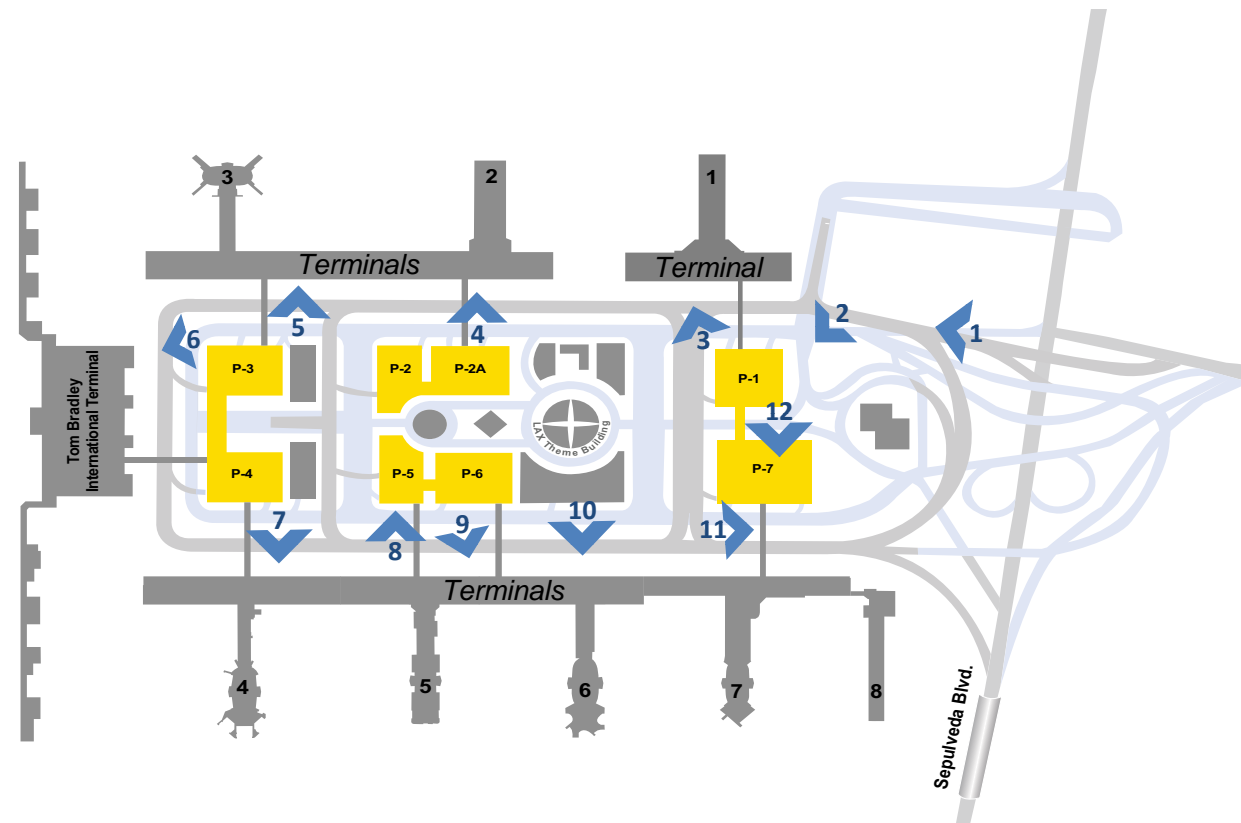 3
2
1
Terminals
Terminal
6
5
4
3
2
1
P-3
P-2
P-2A
P-1
LAX Theme Building
12
Tom Bradley
International Terminal
P-4
P-5
P-6
P-7
7
8
9
10
11
Terminals
4
5
6
7
8
Sepulveda Blvd.